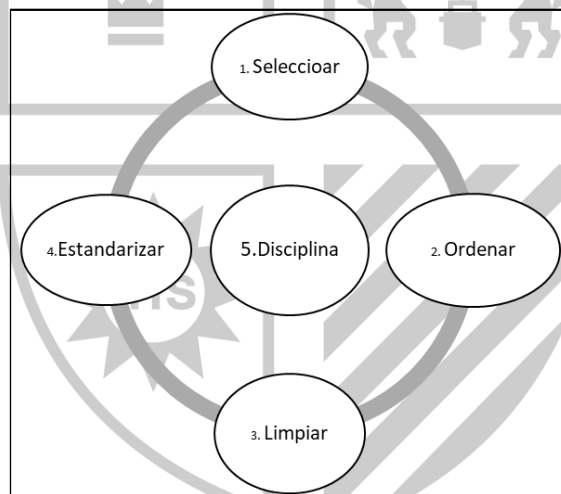 1. Seleccioar
4.Estandarizar
5.Disciplina
2. Ordenar
3. Limpiar